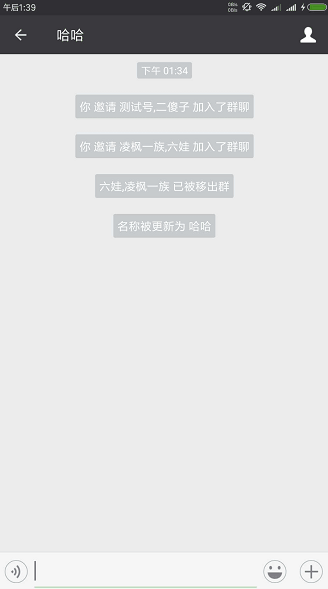 午后1:39
0B/s
0B/s
哈哈
下午 01:34
你 邀请 测试号,二傻子 加入了群聊
你 邀请 凌枫一族,六娃 加入了群聊
六娃,凌枫一族 已被移出群
名称被更新为 哈哈